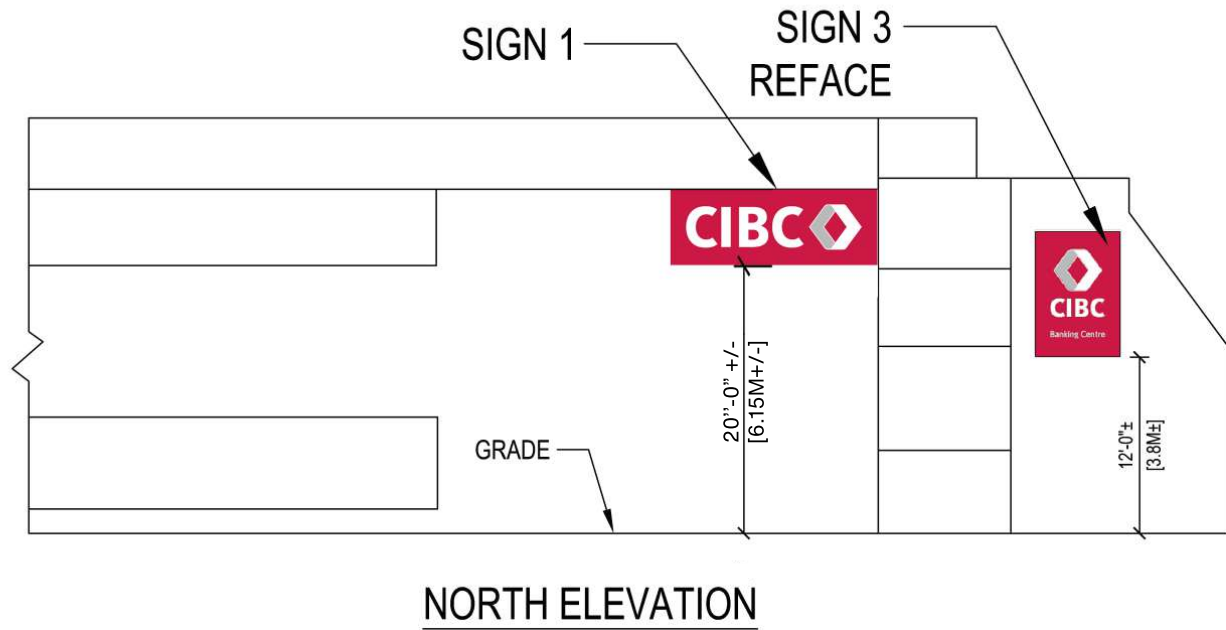 SIGN 1
SIGN 3
REFACE
CIBC
CIBC
Banking Centre
20’’-0” +/-
[6.15M+/-]
12'-0"±
[3.8M±]
GRADE
NORTH ELEVATION